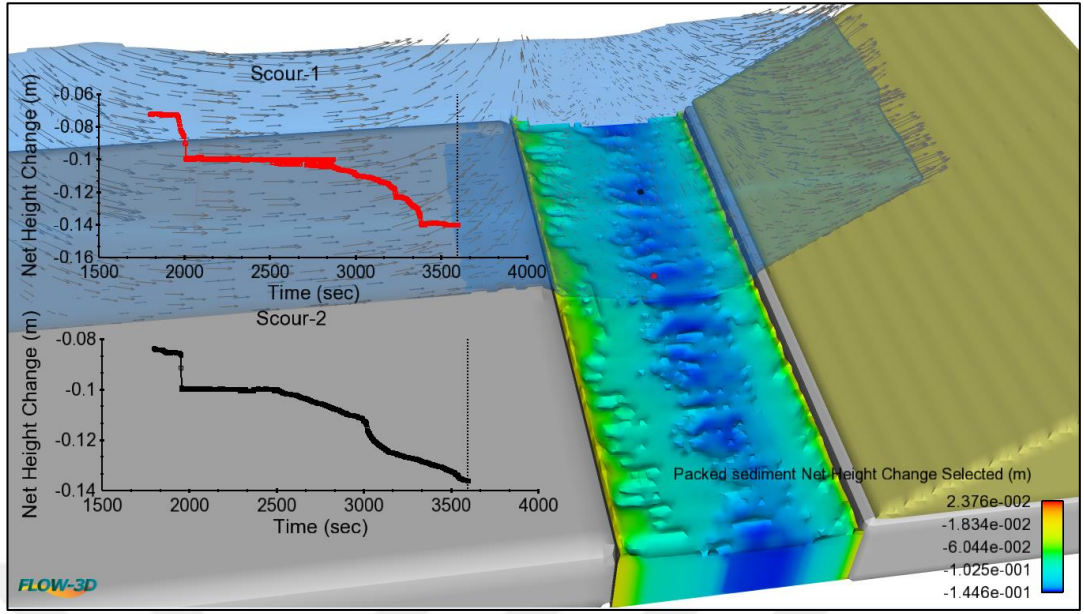 Scour-1
Net Height Change (m)
-0.06
-0.08
-0.1
-0.12
-0.14
-0.16
1500 2000 2500 3000 3500 4000
Time (sec)
Scour-2
Net Height Change (m)
-0.08
-0.1
-0.12
-0.14
1500 2000 2500 3000 3500 4000
Time (sec)
Packed sediment Net Height Change Selected (m)
2.376e-002
-1.834e-002
-6.044e-002
-1.025e-001
-1.446e-001
FLOW-3D